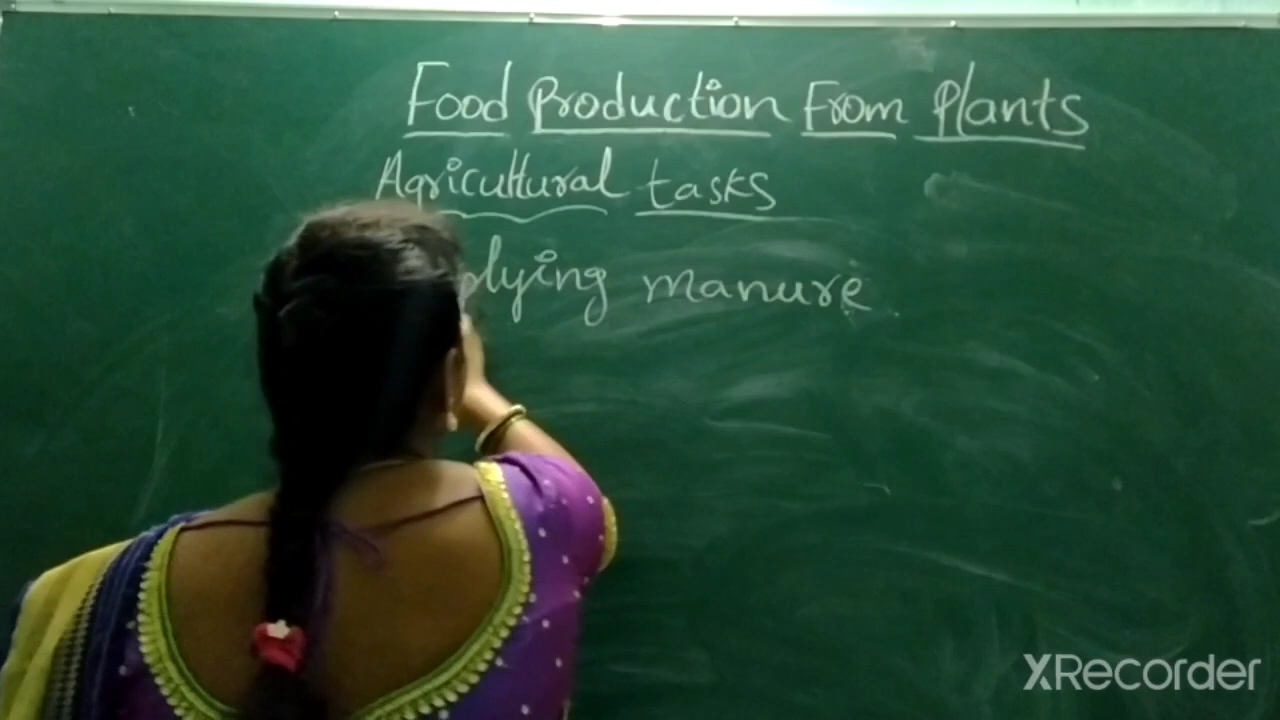 Food Production From Plants
Agricultural tasks
plying manure
XRecorder